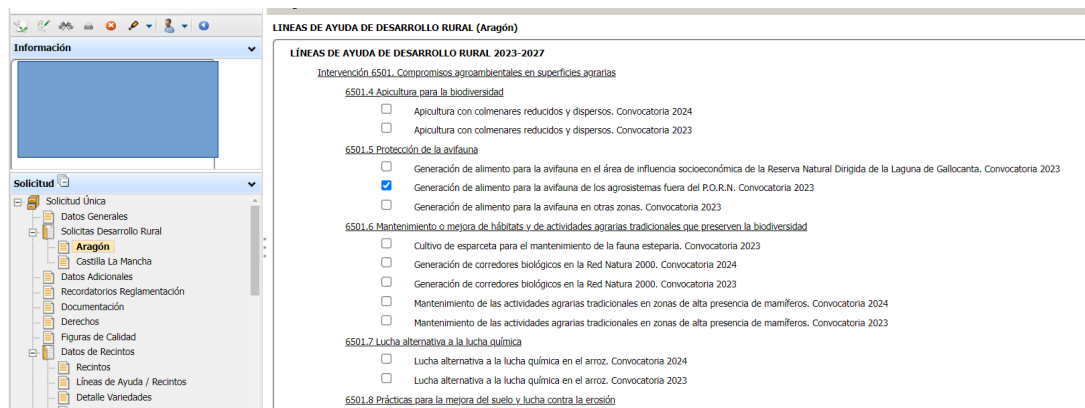 Información
Solicitud
Solicitud Única
Datos Generales
Solicitas Desarrollo Rural
Aragón
Castilla La Mancha
Datos Adicionales
Recordatorios Reglamentación
Documentación
Derechos
Figuras de Calidad
Datos de Recintos
Recintos
Líneas de Ayuda / Recintos
Detalle Variedades
LINEAS DE AYUDA DE DESARROLLO RURAL (Aragón)
LÍNEAS DE AYUDA DE DESARROLLO RURAL 2023-2027
Intervención 6501. Compromisos agroambientales en superficies agrarias
6501.4 Apicultura para la biodiversidad
Apicultura con colmenares reducidos y dispersos. Convocatoria 2024
Apicultura con colmenares reducidos y dispersos. Convocatoria 2023
6501.5 Protección de la avifauna
Generación de alimento para la avifauna en el área de influencia socioeconómica de la Reserva Natural Dirigida de la Laguna de Gallocanta. Convocatoria 2023
Generación de alimento para la avifauna de los agrosistemas fuera del P.O.R.N. Convocatoria 2023
Generación de alimento para la avifauna en otras zonas. Convocatoria 2023
6501.6 Mantenimiento o mejora de hábitats y de actividades agrarias tradicionales que preserven la biodiversidad
Cultivo de esparceta para el mantenimiento de la fauna esteparia. Convocatoria 2023
Generación de corredores biológicos en la Red Natura 2000. Convocatoria 2024
Generación de corredores biológicos en la Red Natura 2000. Convocatoria 2023
Mantenimiento de las actividades agrarias tradicionales en zonas de alta presencia de mamíferos. Convocatoria 2024
Mantenimiento de las actividades agrarias tradicionales en zonas de alta presencia de mamíferos. Convocatoria 2023
6501.7 Lucha alternativa a la lucha química
Lucha alternativa a la lucha química en el arroz. Convocatoria 2024
Lucha alternativa a la lucha química en el arroz. Convocatoria 2023
6501.8 Prácticas para la mejora del suelo y lucha contra la erosión